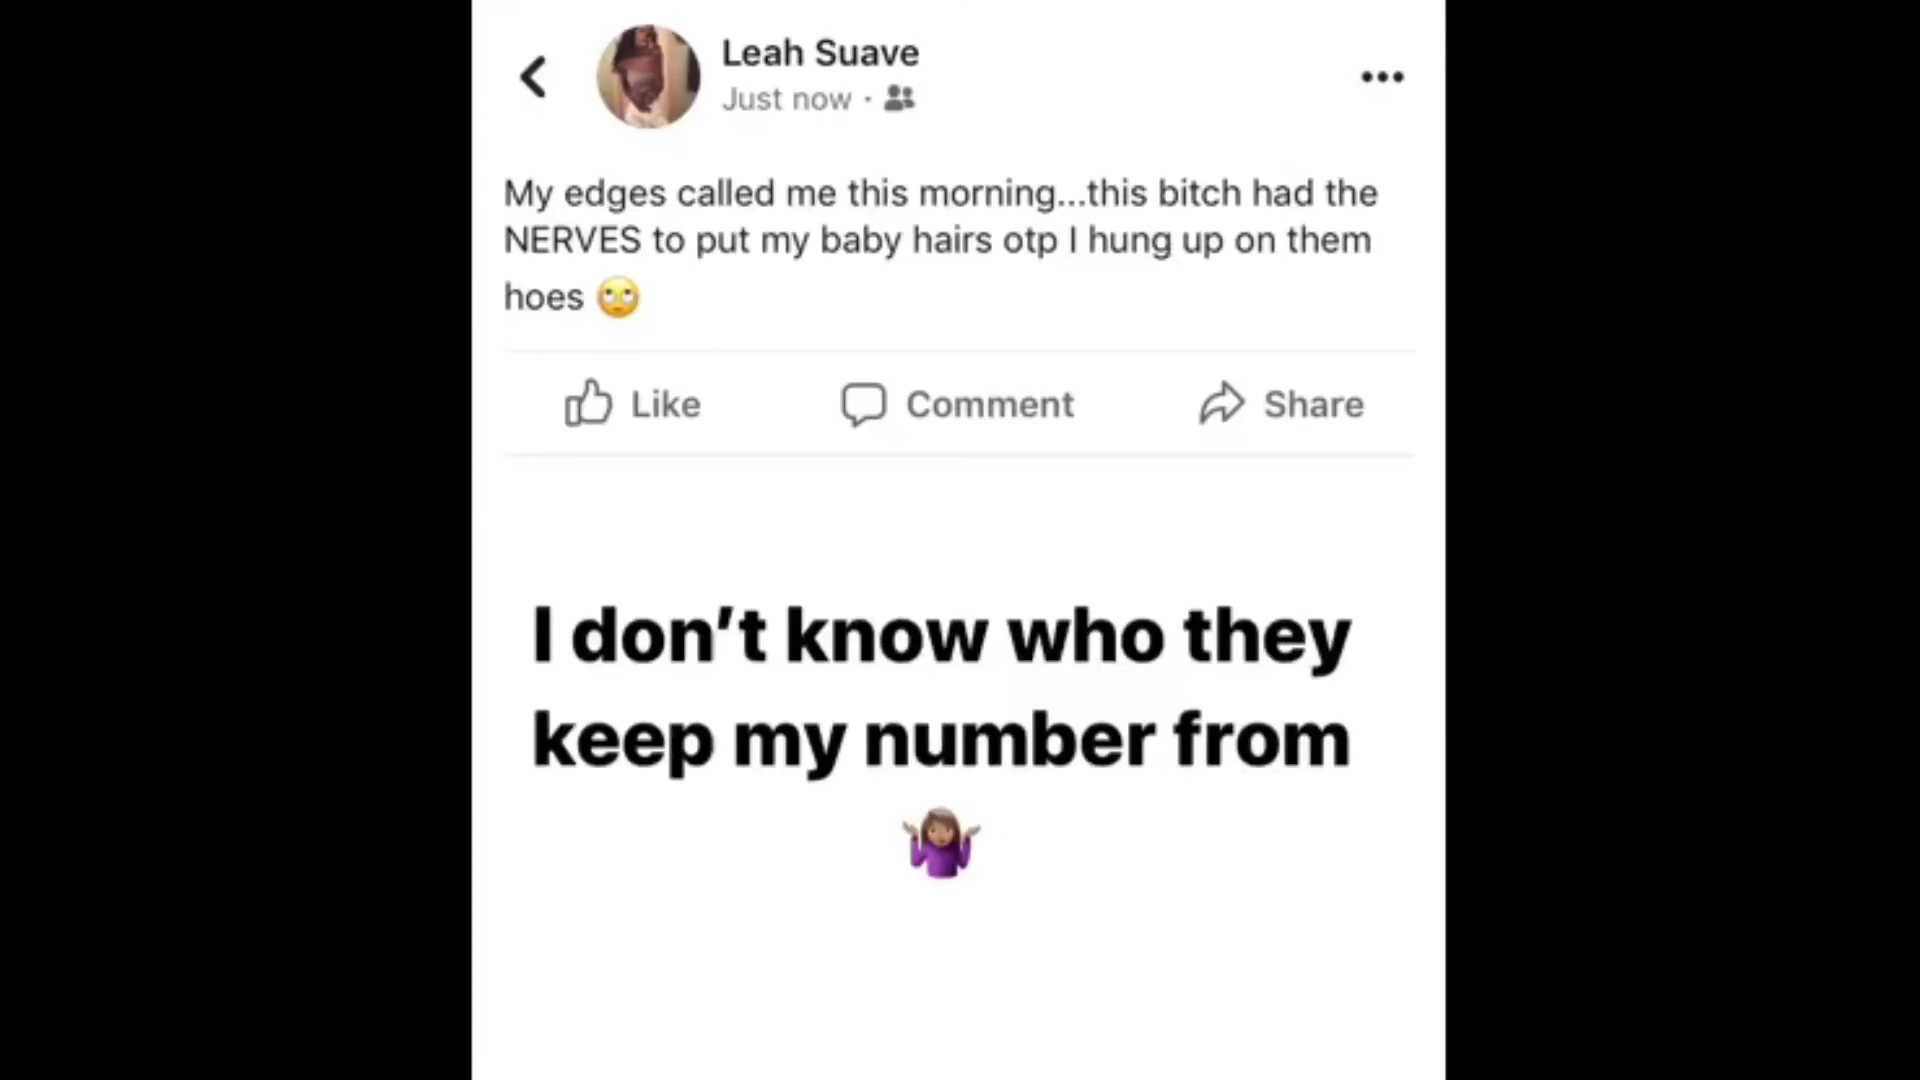 Leah Suave
Just now ·
My edges called me this morning...this bitch had the
NERVES to put my baby hairs otp I hung up on them
hoes 🙄
Like
Comment
Share
I don’t know who they
keep my number from
🤷🏽‍♀️